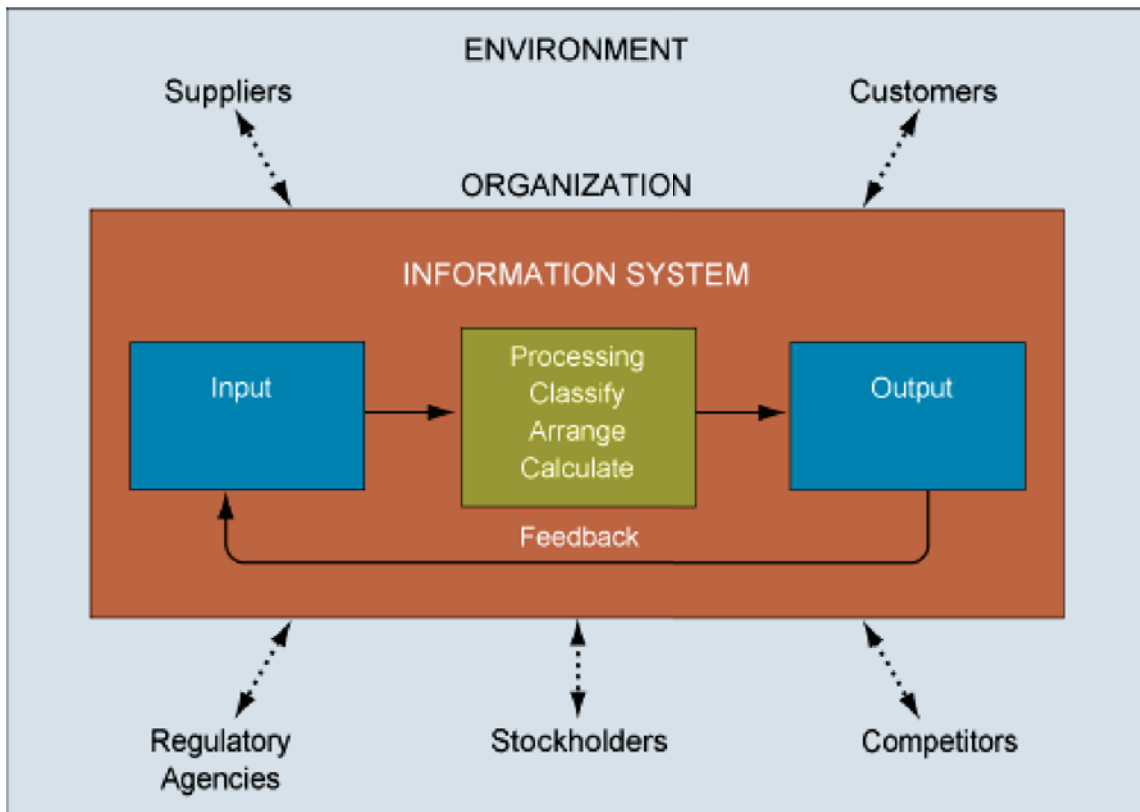 ENVIRONMENT
Suppliers
Customers
ORGANIZATION
INFORMATION SYSTEM
Input
Processing
Classify
Arrange
Calculate
Output
Feedback
Regulatory
Agencies
Stockholders
Competitors